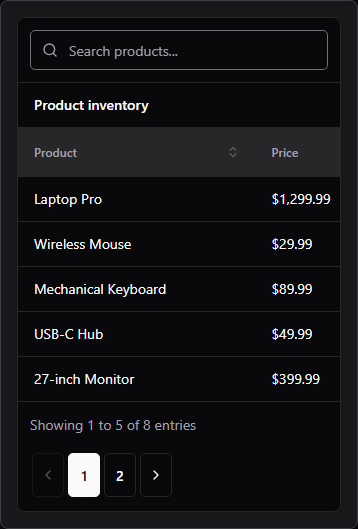 Search products...
Product inventory
Product Price
Laptop Pro $1,299.99
Wireless Mouse $29.99
Mechanical Keyboard $89.99
USB-C Hub $49.99
27-inch Monitor $399.99
Showing 1 to 5 of 8 entries
1 2